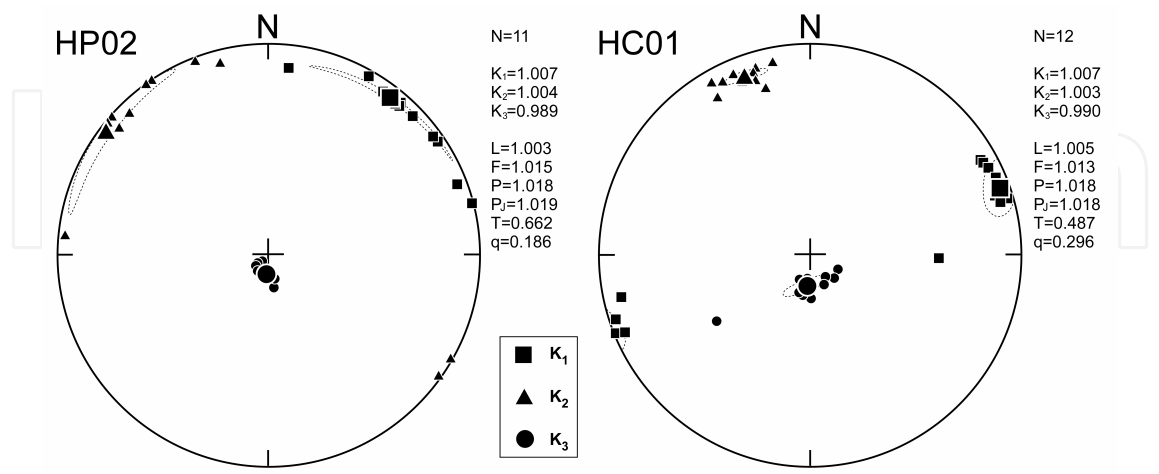 HP02
N
N=11
K₁=1.007
K₂=1.004
K₃=0.989
L=1.003
F=1.015
P=1.018
PJ=1.019
T=0.662
q=0.186
HC01
N
N=12
K₁=1.007
K₂=1.003
K₃=0.990
L=1.005
F=1.013
P=1.018
PJ=1.018
T=0.487
q=0.296
K₁
K₂
K₃